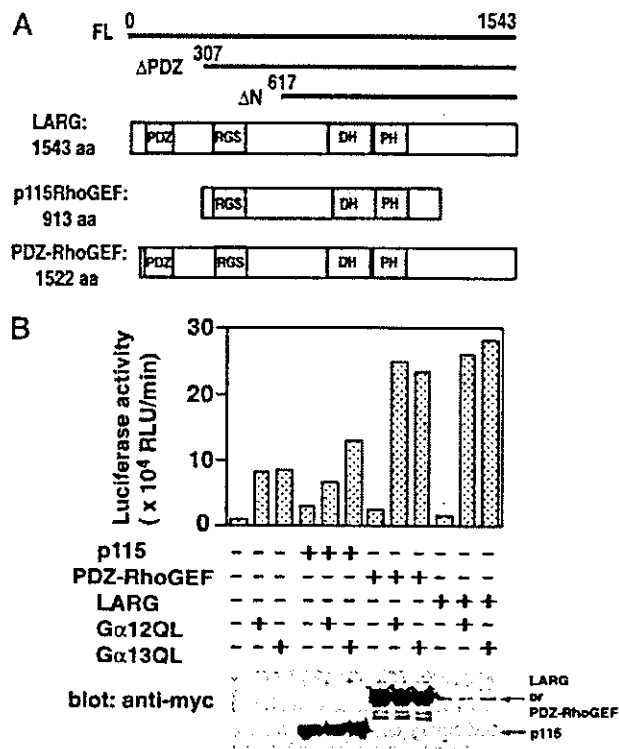 A
FL
0
1543
ΔPDZ
307
ΔN
617
LARG:
1543 aa
PDZ
RGS
DH
PH
p115RhoGEF:
913 aa
RGS
DH
PH
PDZ-RhoGEF:
1522 aa
PDZ
RGS
DH
PH
B
Luciferase activity
( x 10⁴ RLU/min)
30
20
10
0
p115 - - - + + + - - - - - -
PDZ-RhoGEF - - - - - - + + + - - -
LARG - - - - - - - - - + + +
Gα12QL - + - - + - - + - - + -
Gα13QL - - + - - + - - + - - +
blot: anti-myc
LARG
or
PDZ-RhoGEF
p115